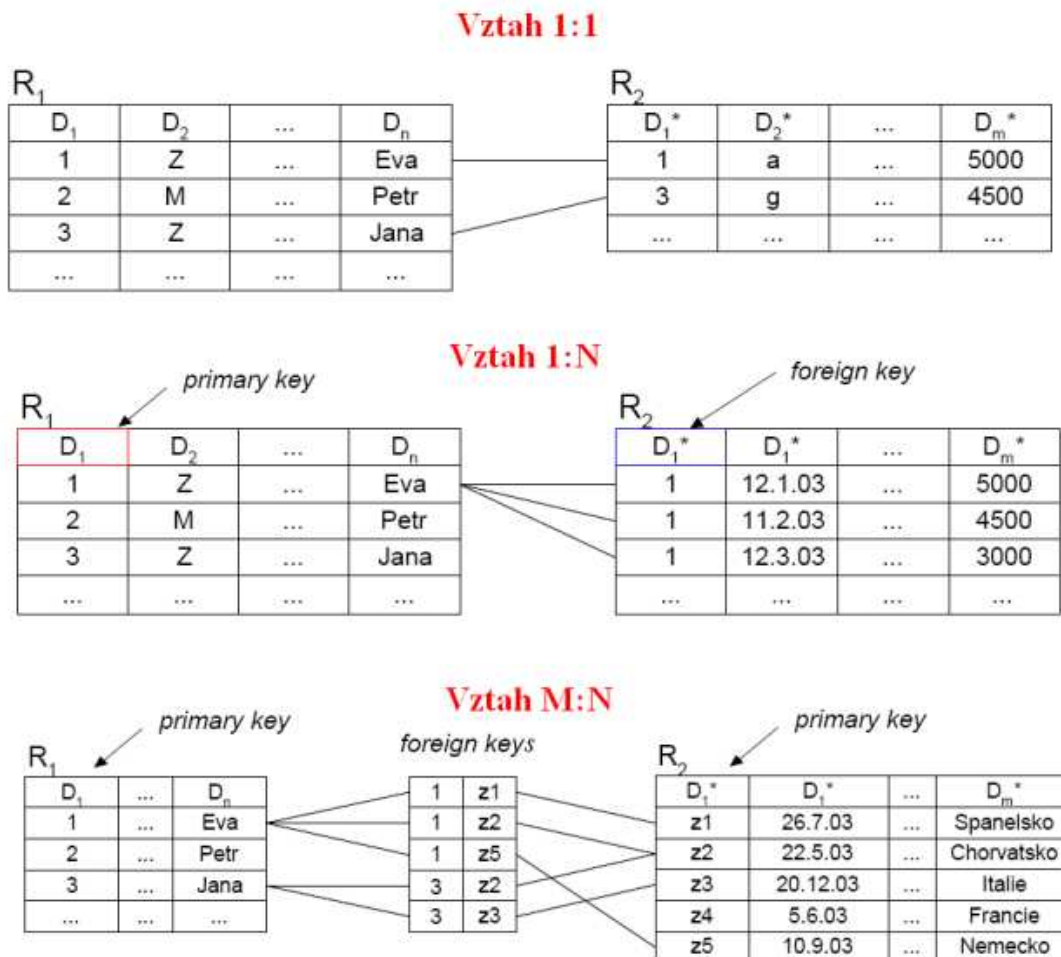 Vztah 1:1
R1 R2
D1 D2 ... Dn D1* D2* ... Dm*
1 Z ... Eva 1 a ... 5000
2 M ... Petr 3 g ... 4500
3 Z ... Jana ... ... ... ...
... ... ... ...
Vztah 1:N
primary key foreign key
R1 R2
D1 D2 ... Dn D1* D1* ... Dm*
1 Z ... Eva 1 12.1.03 ... 5000
2 M ... Petr 1 11.2.03 ... 4500
3 Z ... Jana 1 12.3.03 ... 3000
... ... ... ... ... ... ... ...
Vztah M:N
primary key foreign keys primary key
R1 R2
D1 ... Dn 1 z1 D1* D1* ... Dm*
1 ... Eva 1 z2 z1 26.7.03 ... Spanelsko
2 ... Petr 1 z5 z2 22.5.03 ... Chorvatsko
3 ... Jana 3 z2 z3 20.12.03 ... Italie
... ... ... 3 z3 z4 5.6.03 ... Francie
z5 10.9.03 ... Nemecko